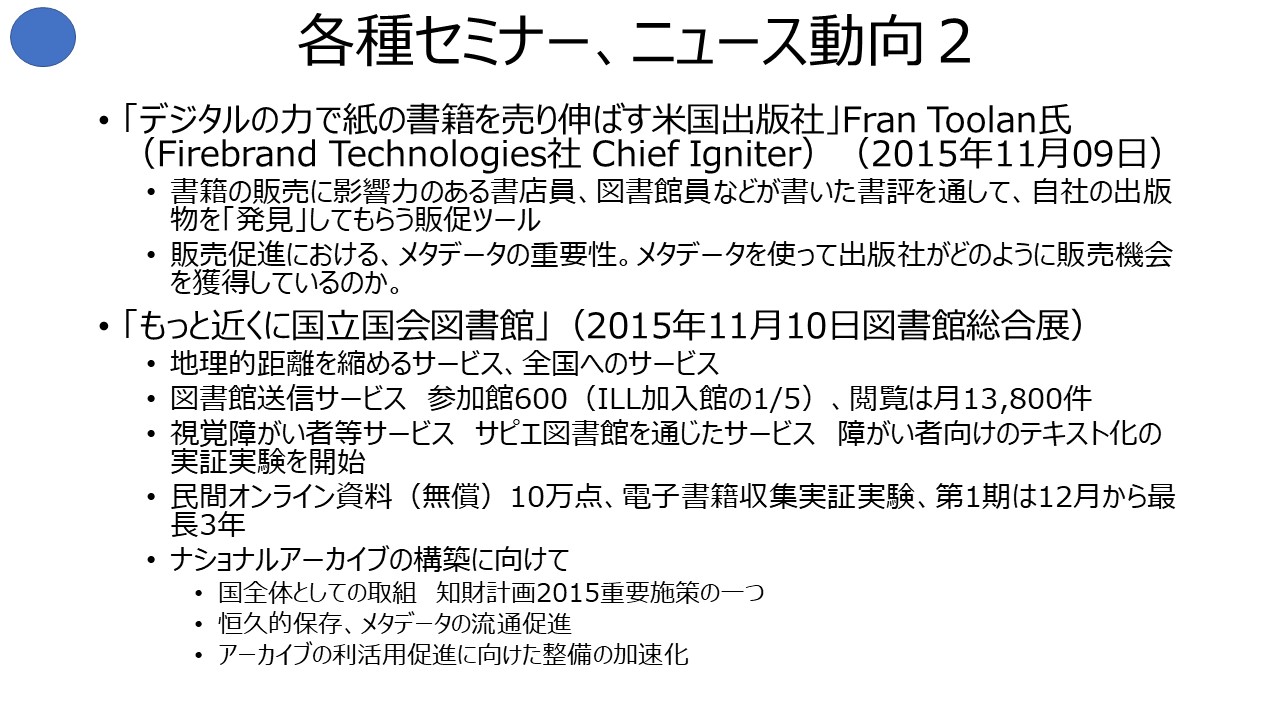 各種セミナー、ニュース動向２
• 「デジタルの力で紙の書籍を売り伸ばす米国出版社」Fran Toolan氏
（Firebrand Technologies社 Chief Igniter）（2015年11月09日）
• 書籍の販売に影響力のある書店員、図書館員などが書いた書評を通して、自社の出版
物を「発見」してもらう販促ツール
• 販売促進における、メタデータの重要性。メタデータを使って出版社がどのように販売機会
を獲得しているのか。
• 「もっと近くに国立国会図書館」（2015年11月10日図書館総合展）
• 地理的距離を縮めるサービス、全国へのサービス
• 図書館送信サービス　参加館600（ILL加入館の1/5）、閲覧は月13,800件
• 視覚障がい者等サービス　サピエ図書館を通じたサービス　障がい者向けのテキスト化の
実証実験を開始
• 民間オンライン資料（無償）10万点、電子書籍収集実証実験、第1期は12月から最
長3年
• ナショナルアーカイブの構築に向けて
• 国全体としての取組　知財計画2015重要施策の一つ
• 恒久的保存、メタデータの流通促進
• アーカイブの利活用促進に向けた整備の加速化